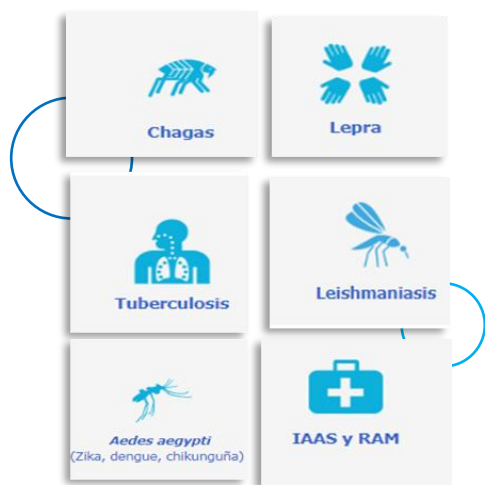 Chagas
Lepra
Tuberculosis
Leishmaniasis
Aedes aegypti
(Zika, dengue, chikunguña)
IAAS y RAM